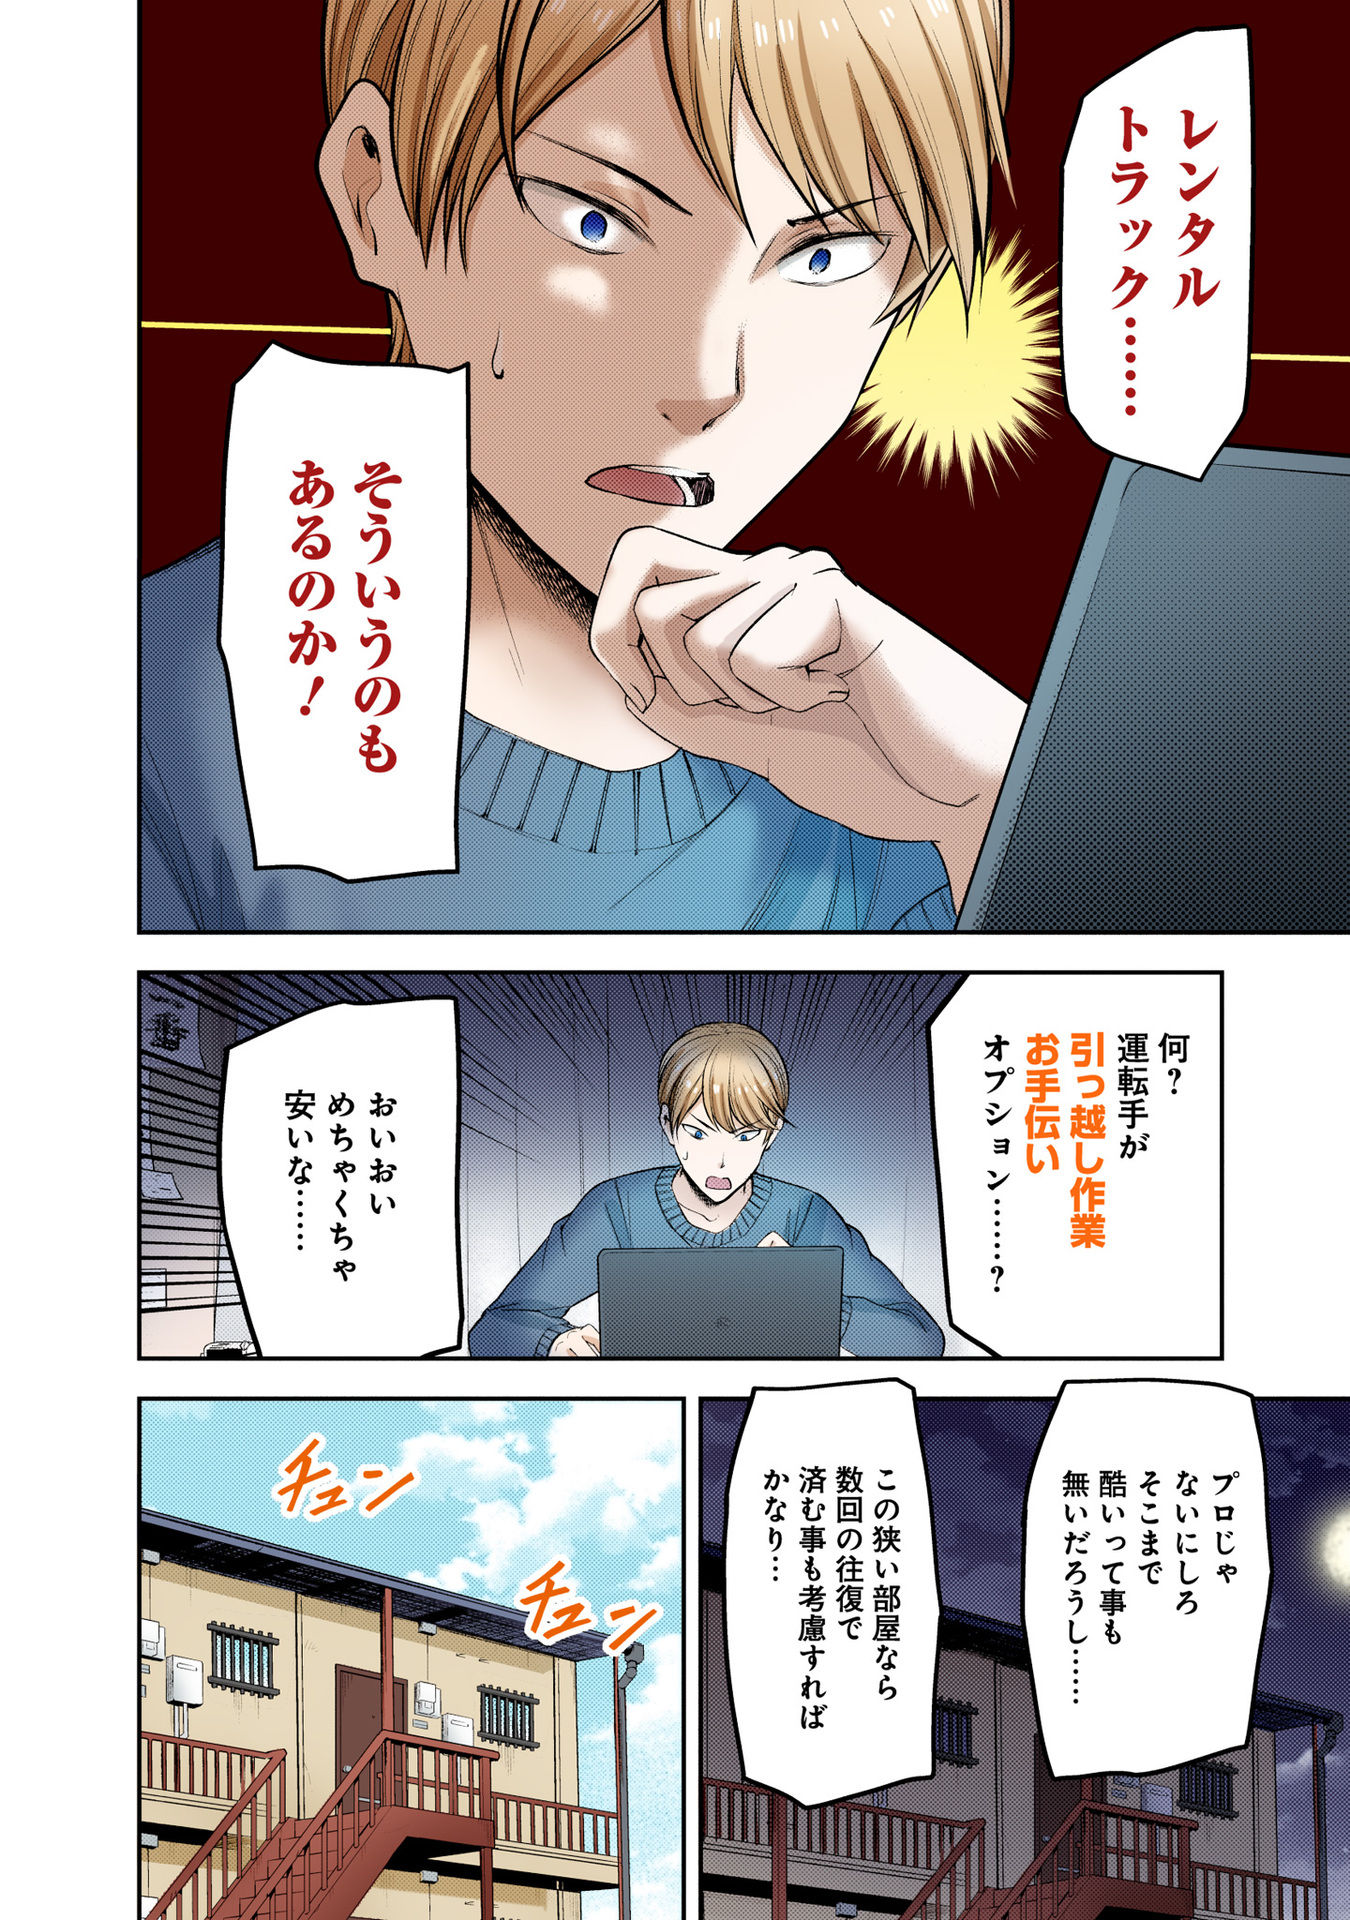 レンタル
トラック……
そういうのも
あるのか！
何？
運転手が
引っ越し作業
お手伝い
オプション……？
おいおい
めちゃくちゃ
安いな……
プロじゃ
ないにしろ
そこまで
酷いって事も
無いだろうし……
この狭い部屋なら
数回の往復で
済む事も考慮すれば
かなり…
チュン
チュン